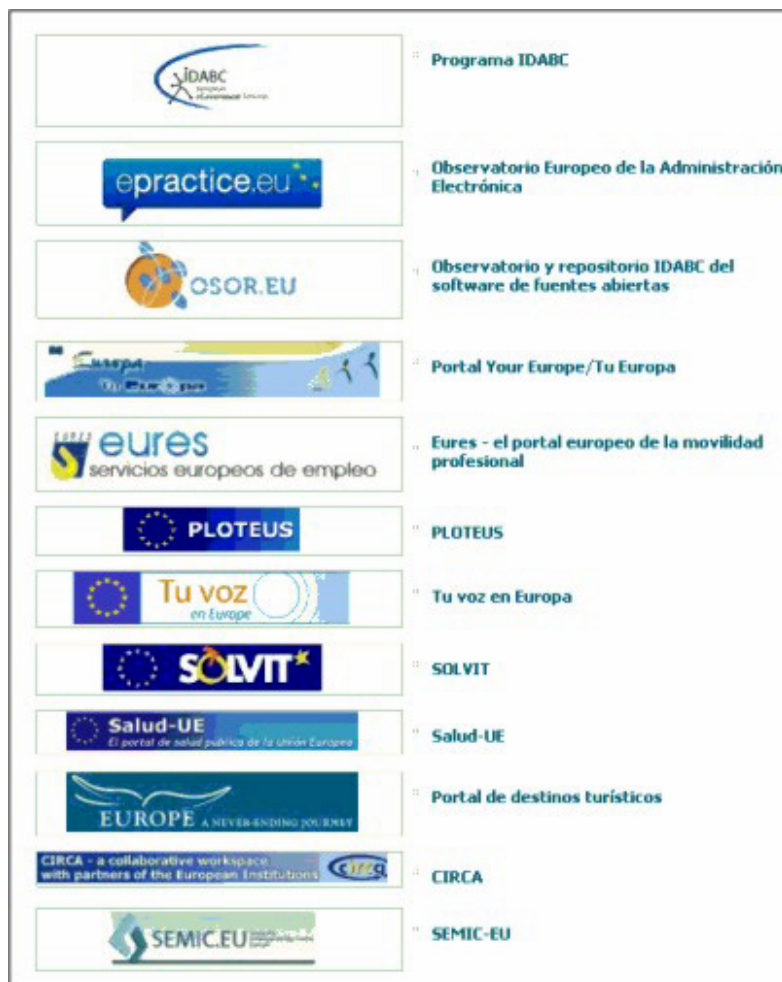 iDABC
Programa IDABC
epractice.eu
Observatorio Europeo de la Administración
Electrónica
OSOR.EU
Observatorio y repositorio IDABC del
software de fuentes abiertas
Europa
Portal Your Europe/Tu Europa
EURES
eures
servicios europeos de empleo
Eures - el portal europeo de la movilidad
profesional
PLOTEUS
PLOTEUS
Tu voz
en Europe
Tu voz en Europa
SOLVIT
SOLVIT
Salud-UE
El portal de salud pública de la Unión Europea
Salud-UE
EUROPE A NEVER-ENDING JOURNEY
Portal de destinos turísticos
CIRCA - a collaborative workspace
with partners of the European Institutions
circa
CIRCA
SEMIC.EU
SEMIC-EU